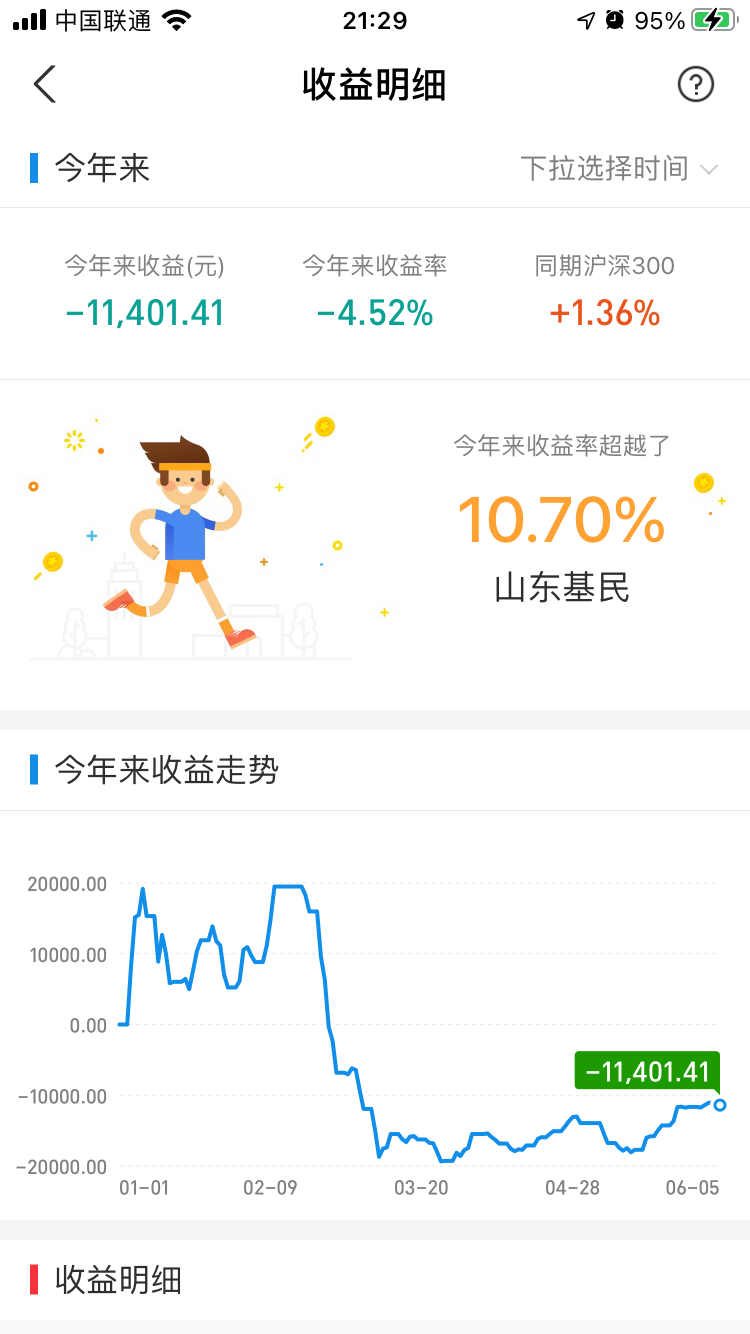 中国联通 21:29 95%
收益明细
今年来 下拉选择时间
今年来收益(元) 今年来收益率 同期沪深300
-11,401.41 -4.52% +1.36%
今年来收益率超越了
10.70%
山东基民
今年来收益走势
20000.00
10000.00
0.00
-11,401.41
-10000.00
-20000.00
01-01 02-09 03-20 04-28 06-05
收益明细